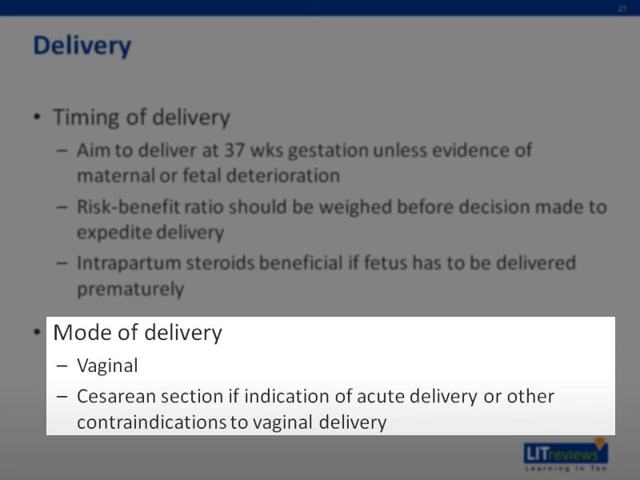 21
Delivery
• Timing of delivery
– Aim to deliver at 37 wks gestation unless evidence of
maternal or fetal deterioration
– Risk-benefit ratio should be weighed before decision made to
expedite delivery
– Intrapartum steroids beneficial if fetus has to be delivered
prematurely
• Mode of delivery
– Vaginal
– Cesarean section if indication of acute delivery or other
contraindications to vaginal delivery
LITreviews
Learning In Ten